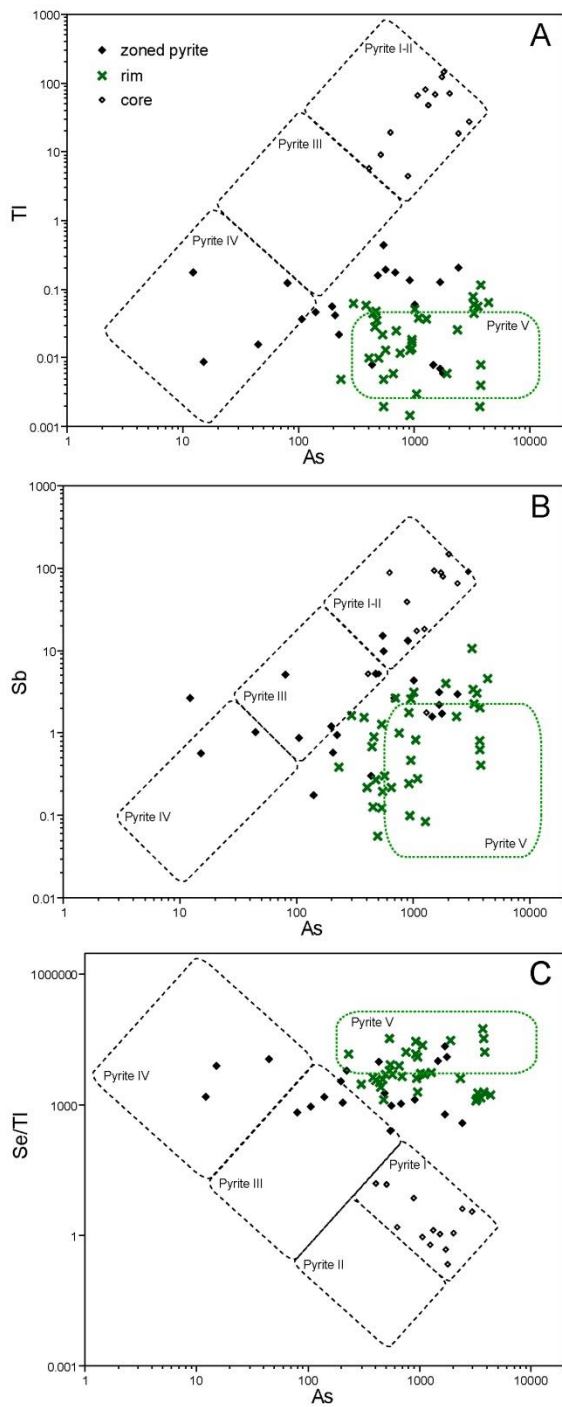 A
zoned pyrite
rim
core
Pyrite I-II
Pyrite III
Pyrite IV
Pyrite V
Tl
1000
100
10
1
0.1
0.01
0.001
1 10 100 1000 10000
As
B
Pyrite I-II
Pyrite III
Pyrite IV
Pyrite V
Sb
1000
100
10
1
0.1
0.01
1 10 100 1000 10000
As
C
Pyrite V
Pyrite IV
Pyrite III
Pyrite I
Pyrite II
Se/Tl
1000000
1000
1
0.001
1 10 100 1000 10000
As